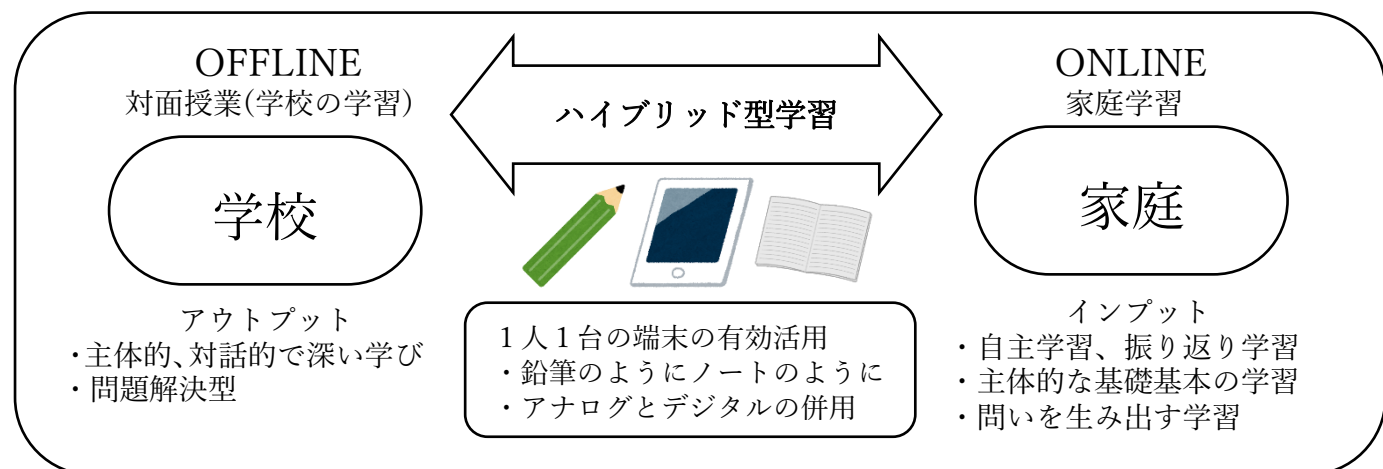 OFFLINE
対面授業(学校の学習)
学校
アウトプット
・主体的、対話的で深い学び
・問題解決型
ハイブリッド型学習
1人1台の端末の有効活用
・鉛筆のようにノートのように
・アナログとデジタルの併用
ONLINE
家庭学習
家庭
インプット
・自主学習、振り返り学習
・主体的な基礎基本の学習
・問いを生み出す学習